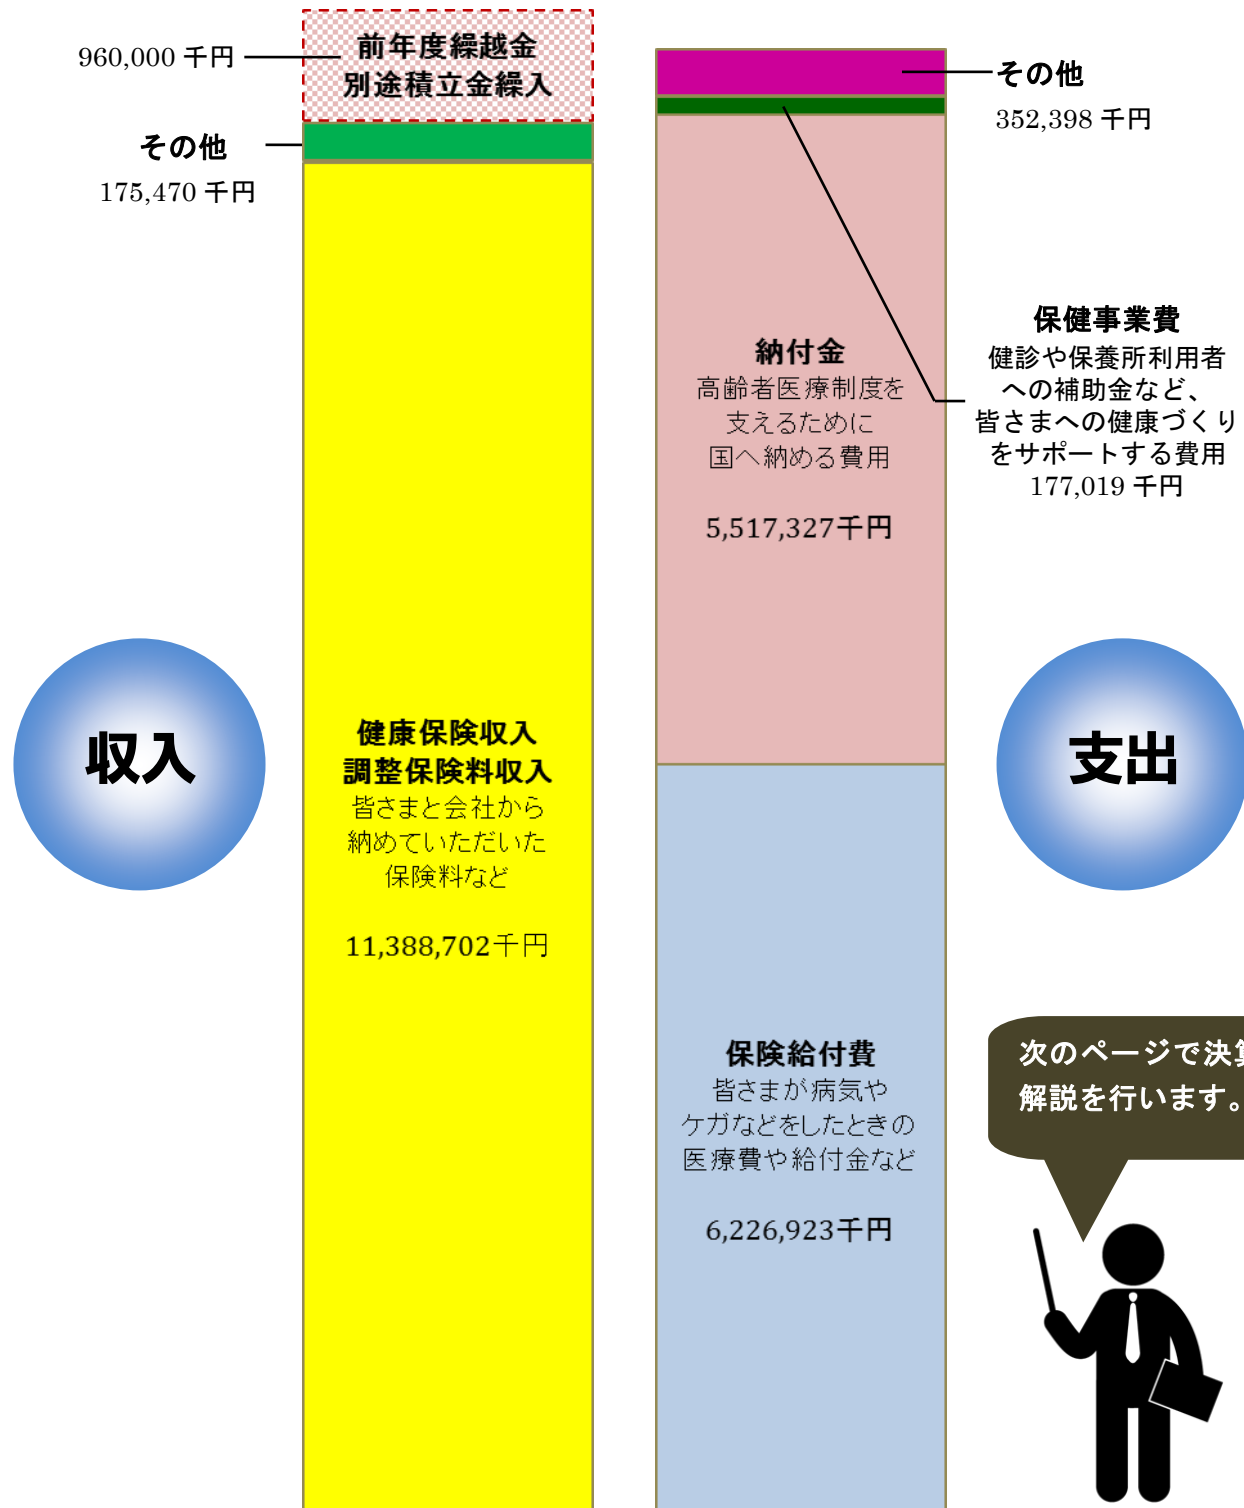 960,000 千円
前年度繰越金
別途積立金繰入
その他
175,470 千円
収入
健康保険収入
調整保険料収入
皆さまと会社から
納めていただいた
保険料など
11,388,702千円
その他
352,398 千円
保健事業費
健診や保養所利用者
への補助金など、
皆さまへの健康づくり
をサポートする費用
177,019 千円
納付金
高齢者医療制度を
支えるために
国へ納める費用
5,517,327千円
支出
保険給付費
皆さまが病気や
ケガなどをしたときの
医療費や給付金など
6,226,923千円
次のページで決算
解説を行います。